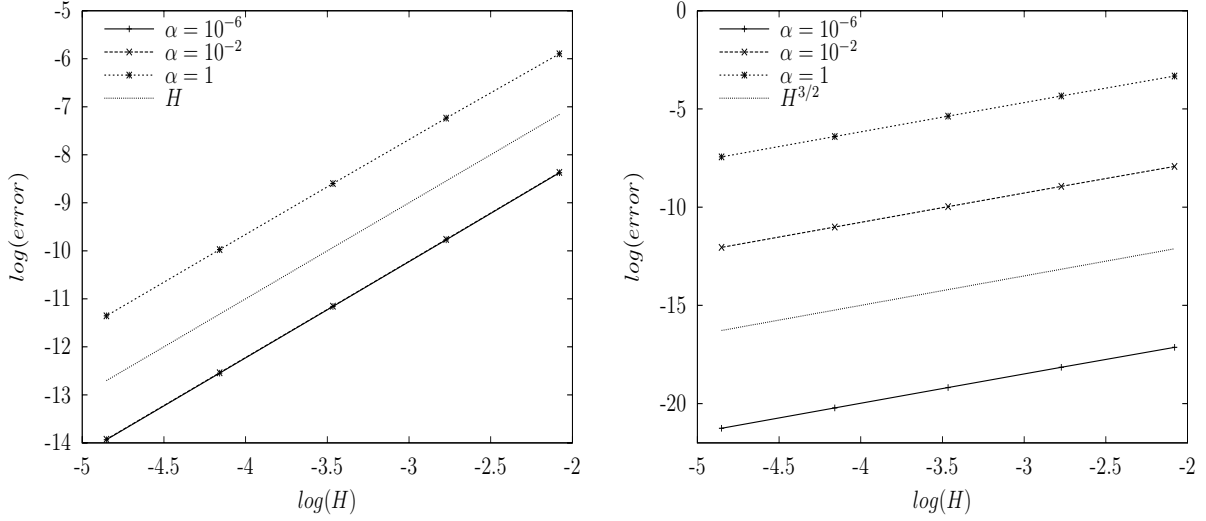 -5
-6
-7
-8
-9
-10
-11
-12
-13
-14
-5
-4.5
-4
-3.5
-3
-2.5
-2
log(error)
log(H)
α = 10^{-6}
α = 10^{-2}
α = 1
H
0
-5
-10
-15
-20
-5
-4.5
-4
-3.5
-3
-2.5
-2
log(error)
log(H)
α = 10^{-6}
α = 10^{-2}
α = 1
H^{3/2}